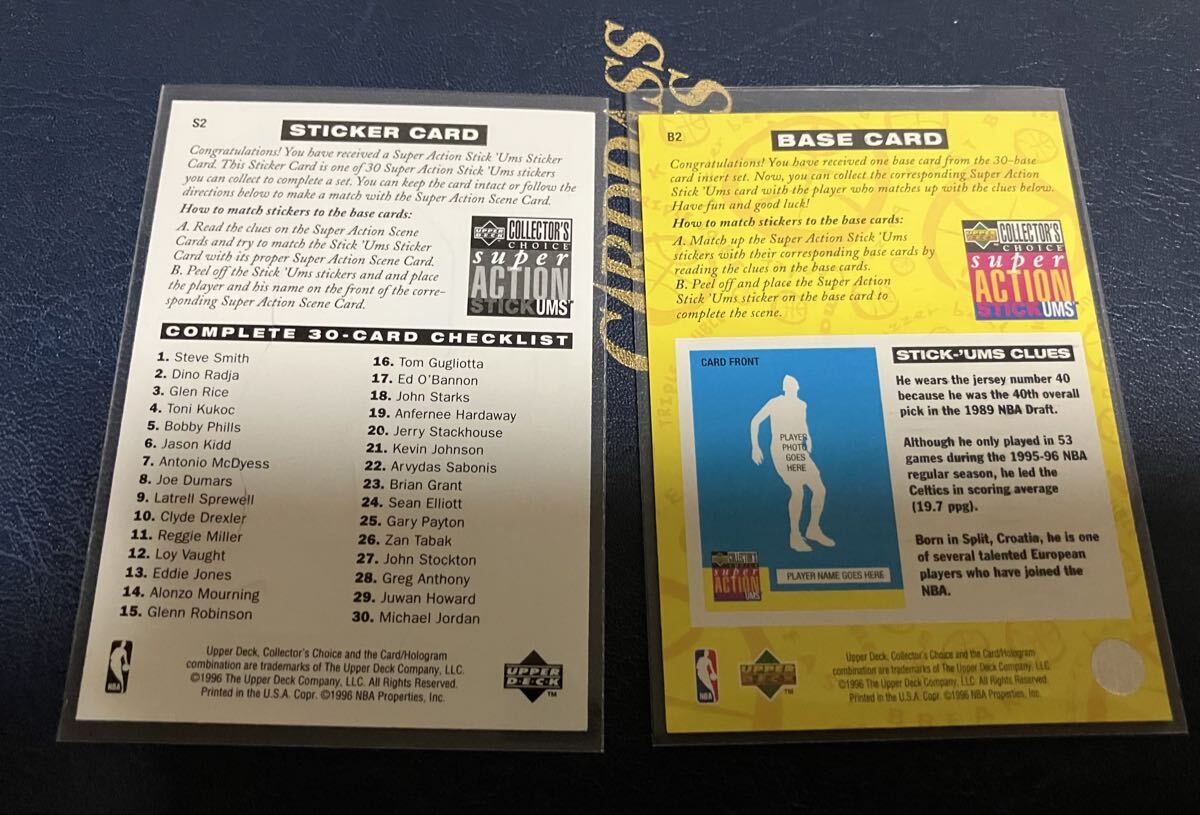 S2
STICKER CARD
Congratulations! You have received a Super Action Stick 'Ums Sticker
Card. This Sticker Card is one of 30 Super Action Stick 'Ums stickers
you can collect to complete a set. You can keep the card intact or follow the
directions below to make a match with the Super Action Scene Card.
How to match stickers to the base cards:
A. Read the clues on the Super Action Scene
Cards and try to match the Stick 'Ums Sticker
Card with its proper Super Action Scene Card.
B. Peel off the Stick 'Ums stickers and and place
the player and his name on the front of the corre-
sponding Super Action Scene Card.
UPPER DECK
COLLECTOR'S
CHOICE
super
ACTION
STICK UMS™
COMPLETE 30-CARD CHECKLIST
1. Steve Smith
2. Dino Radja
3. Glen Rice
4. Toni Kukoc
5. Bobby Phills
6. Jason Kidd
7. Antonio McDyess
8. Joe Dumars
9. Latrell Sprewell
10. Clyde Drexler
11. Reggie Miller
12. Loy Vaught
13. Eddie Jones
14. Alonzo Mourning
15. Glenn Robinson
16. Tom Gugliotta
17. Ed O'Bannon
18. John Starks
19. Anfernee Hardaway
20. Jerry Stackhouse
21. Kevin Johnson
22. Arvydas Sabonis
23. Brian Grant
24. Sean Elliott
25. Gary Payton
26. Zan Tabak
27. John Stockton
28. Greg Anthony
29. Juwan Howard
30. Michael Jordan
NBA
Upper Deck, Collector's Choice and the Card/Hologram
combination are trademarks of The Upper Deck Company, LLC.
©1996 The Upper Deck Company, LLC. All Rights Reserved.
Printed in the U.S.A. Copr. ©1996 NBA Properties, Inc.
UPPER
DECK
™
CARDDASS
B2
BASE CARD
Congratulations! You have received one base card from the 30-base
card insert set. Now, you can collect the corresponding Super Action
Stick 'Ums card with the player who matches up with the clues below.
Have fun and good luck!
How to match stickers to the base cards:
A. Match up the Super Action Stick 'Ums
stickers with their corresponding base cards by
reading the clues on the base cards.
B. Peel off and place the Super Action
Stick 'Ums sticker on the base card to
complete the scene.
UPPER DECK
COLLECTOR'S
CHOICE
super
ACTION
STICK UMS™
CARD FRONT
PLAYER
PHOTO
GOES
HERE
COLLECTOR'S
super
ACTION
UMS
PLAYER NAME GOES HERE
STICK-'UMS CLUES
He wears the jersey number 40
because he was the 40th overall
pick in the 1989 NBA Draft.
Although he only played in 53
games during the 1995-96 NBA
regular season, he led the
Celtics in scoring average
(19.7 ppg).
Born in Split, Croatia, he is one
of several talented European
players who have joined the
NBA.
NBA
UPPER
DECK
™
Upper Deck, Collector's Choice and the Card/Hologram
combination are trademarks of The Upper Deck Company, LLC.
©1996 The Upper Deck Company, LLC. All Rights Reserved.
Printed in the U.S.A. Copr. ©1996 NBA Properties, Inc.